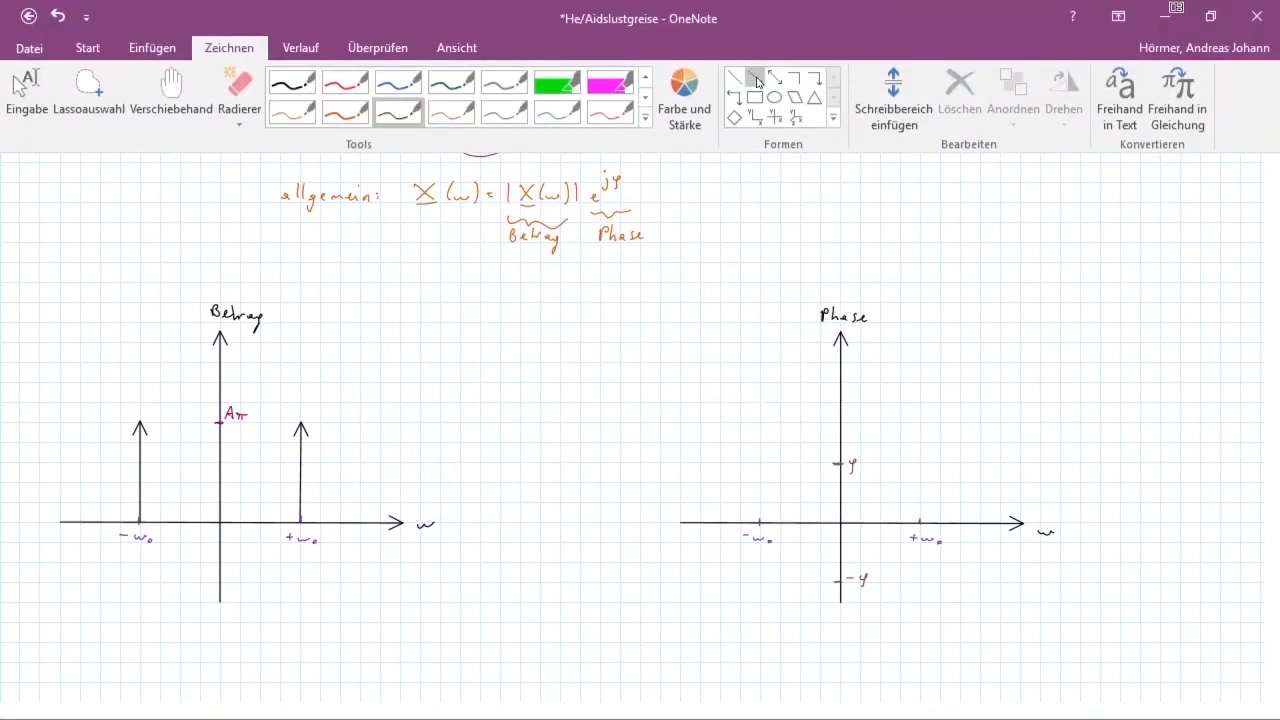 *He/Aidslustgreise - OneNote
?
Datei Start Einfügen Zeichnen Verlauf Überprüfen Ansicht
Hörmer, Andreas Johann
Eingabe Lassoauswahl Verschiebehand Radierer
Farbe und Stärke
Schreibbereich einfügen
Löschen Anordnen Drehen
Freihand in Text
Freihand in Gleichung
Tools Formen Bearbeiten Konvertieren
allgemein: X(ω) = |X(ω)| e^jφ
Betrag Phase
Betrag
Aπ
-ω₀ +ω₀ ω
Phase
φ
-ω₀ +ω₀ ω
-φ